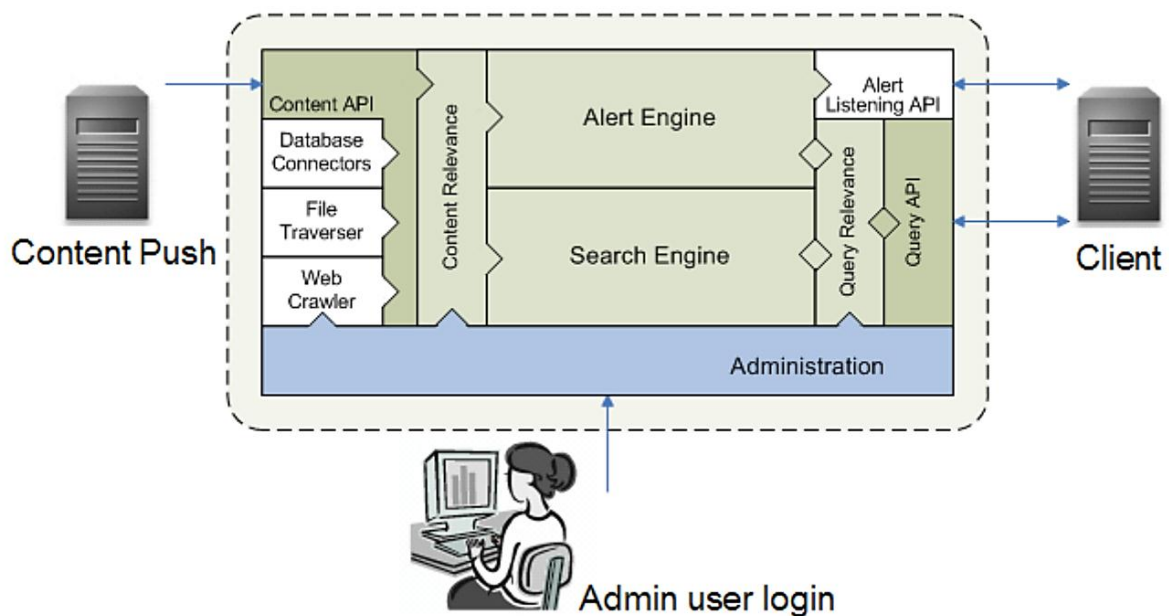 Content API
Database
Connectors
File
Traverser
Web
Crawler
Content Relevance
Alert Engine
Search Engine
Alert
Listening API
Query Relevance
Query API
Administration
Content Push
Client
Admin user login